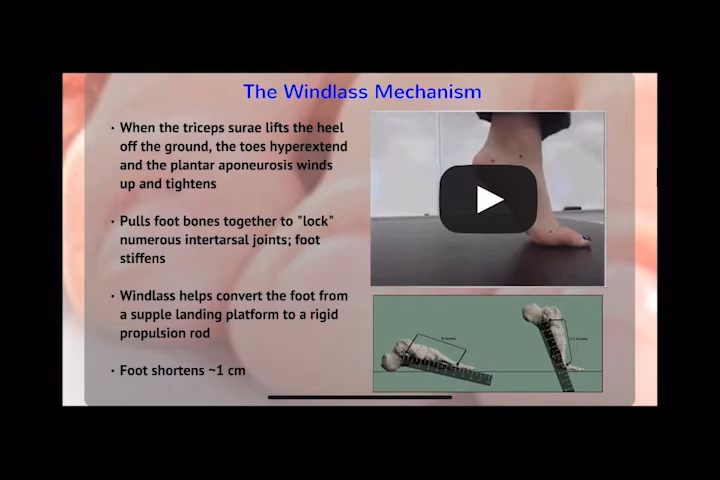 The Windlass Mechanism
· When the triceps surae lifts the heel
off the ground, the toes hyperextend
and the plantar aponeurosis winds
up and tightens
· Pulls foot bones together to "lock"
numerous intertarsal joints; foot
stiffens
· Windlass helps convert the foot from
a supple landing platform to a rigid
propulsion rod
· Foot shortens ~1 cm